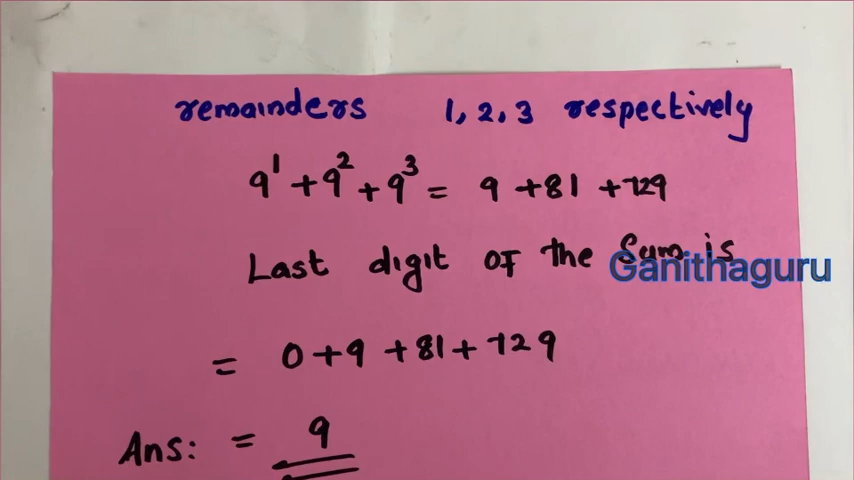 remainders 1, 2, 3 respectively
9¹ + 9² + 9³ = 9 + 81 + 729
Last digit of the Sum is
Ganithaguru
= 0 + 9 + 81 + 729
Ans: = 9